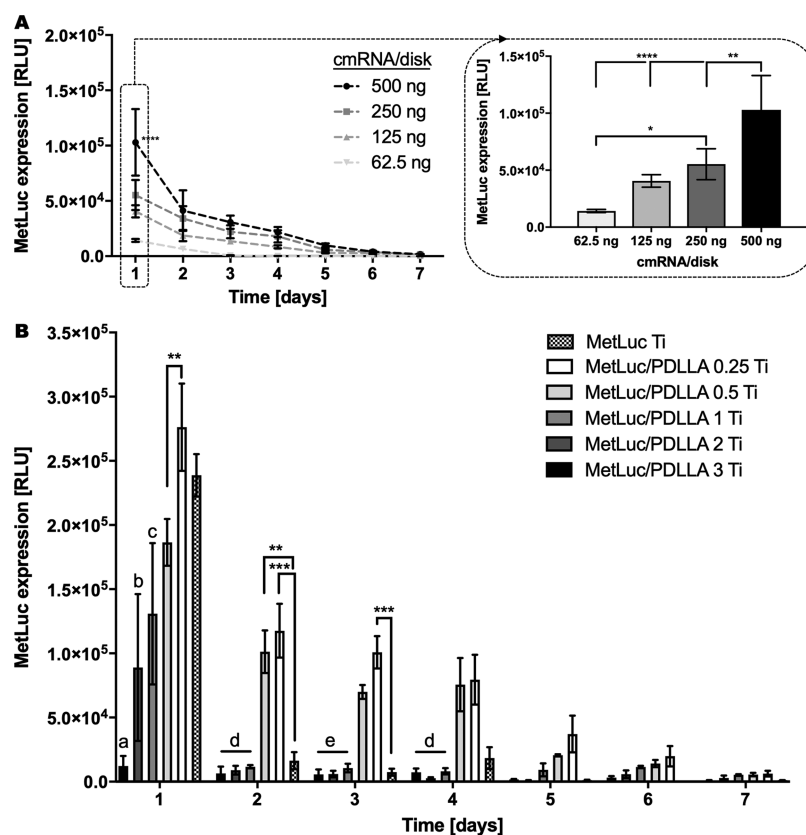 A
MetLuc expression [RLU]
2.0×10⁵
1.5×10⁵
1.0×10⁵
5.0×10⁴
0.0
1 2 3 4 5 6 7
Time [days]
****
cmRNA/disk
500 ng
250 ng
125 ng
62.5 ng
MetLuc expression [RLU]
1.5×10⁵
1.0×10⁵
5.0×10⁴
0.0
**** **
*
62.5 ng 125 ng 250 ng 500 ng
cmRNA/disk
B
MetLuc expression [RLU]
3.5×10⁵
3.0×10⁵
2.5×10⁵
2.0×10⁵
1.5×10⁵
1.0×10⁵
5.0×10⁴
0.0
a b c **
d ** ***
e ***
d
1 2 3 4 5 6 7
Time [days]
MetLuc Ti
MetLuc/PDLLA 0.25 Ti
MetLuc/PDLLA 0.5 Ti
MetLuc/PDLLA 1 Ti
MetLuc/PDLLA 2 Ti
MetLuc/PDLLA 3 Ti